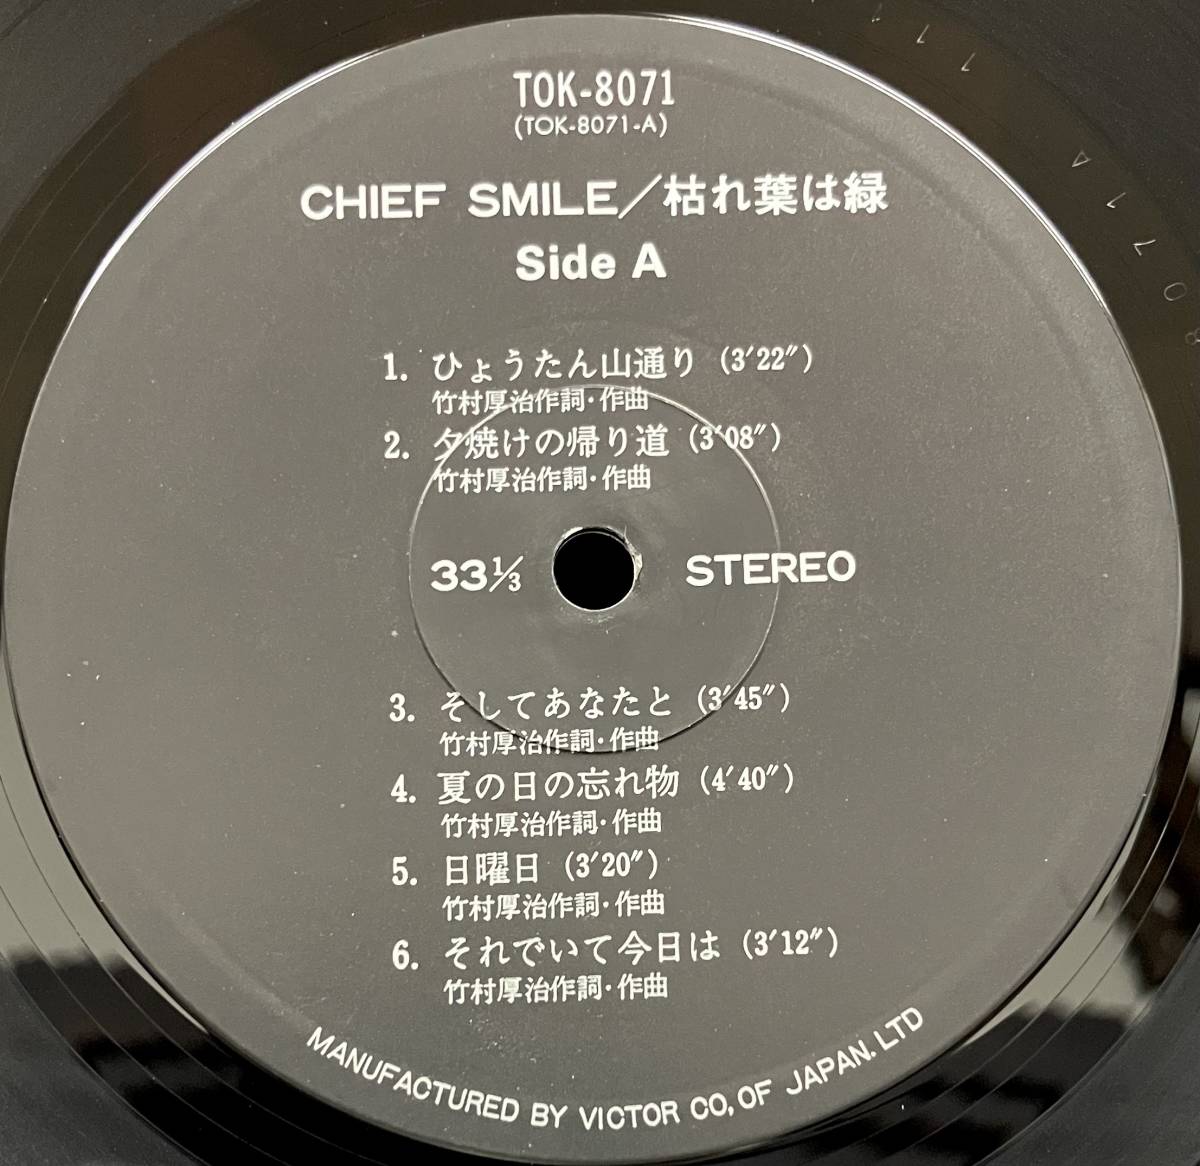 TOK-8071
(TOK-8071-A)
CHIEF SMILE/枯れ葉は緑
Side A
1. ひょうたん山通り (3′22″)
竹村厚治作詞・作曲
2. 夕焼けの帰り道 (3′08″)
竹村厚治作詞・作曲
33⅓ STEREO
3. そしてあなたと (3′45″)
竹村厚治作詞・作曲
4. 夏の日の忘れ物 (4′40″)
竹村厚治作詞・作曲
5. 日曜日 (3′20″)
竹村厚治作詞・作曲
6. それでいて今日は (3′12″)
竹村厚治作詞・作曲
MANUFACTURED BY VICTOR CO, OF JAPAN. LTD
8071A 11